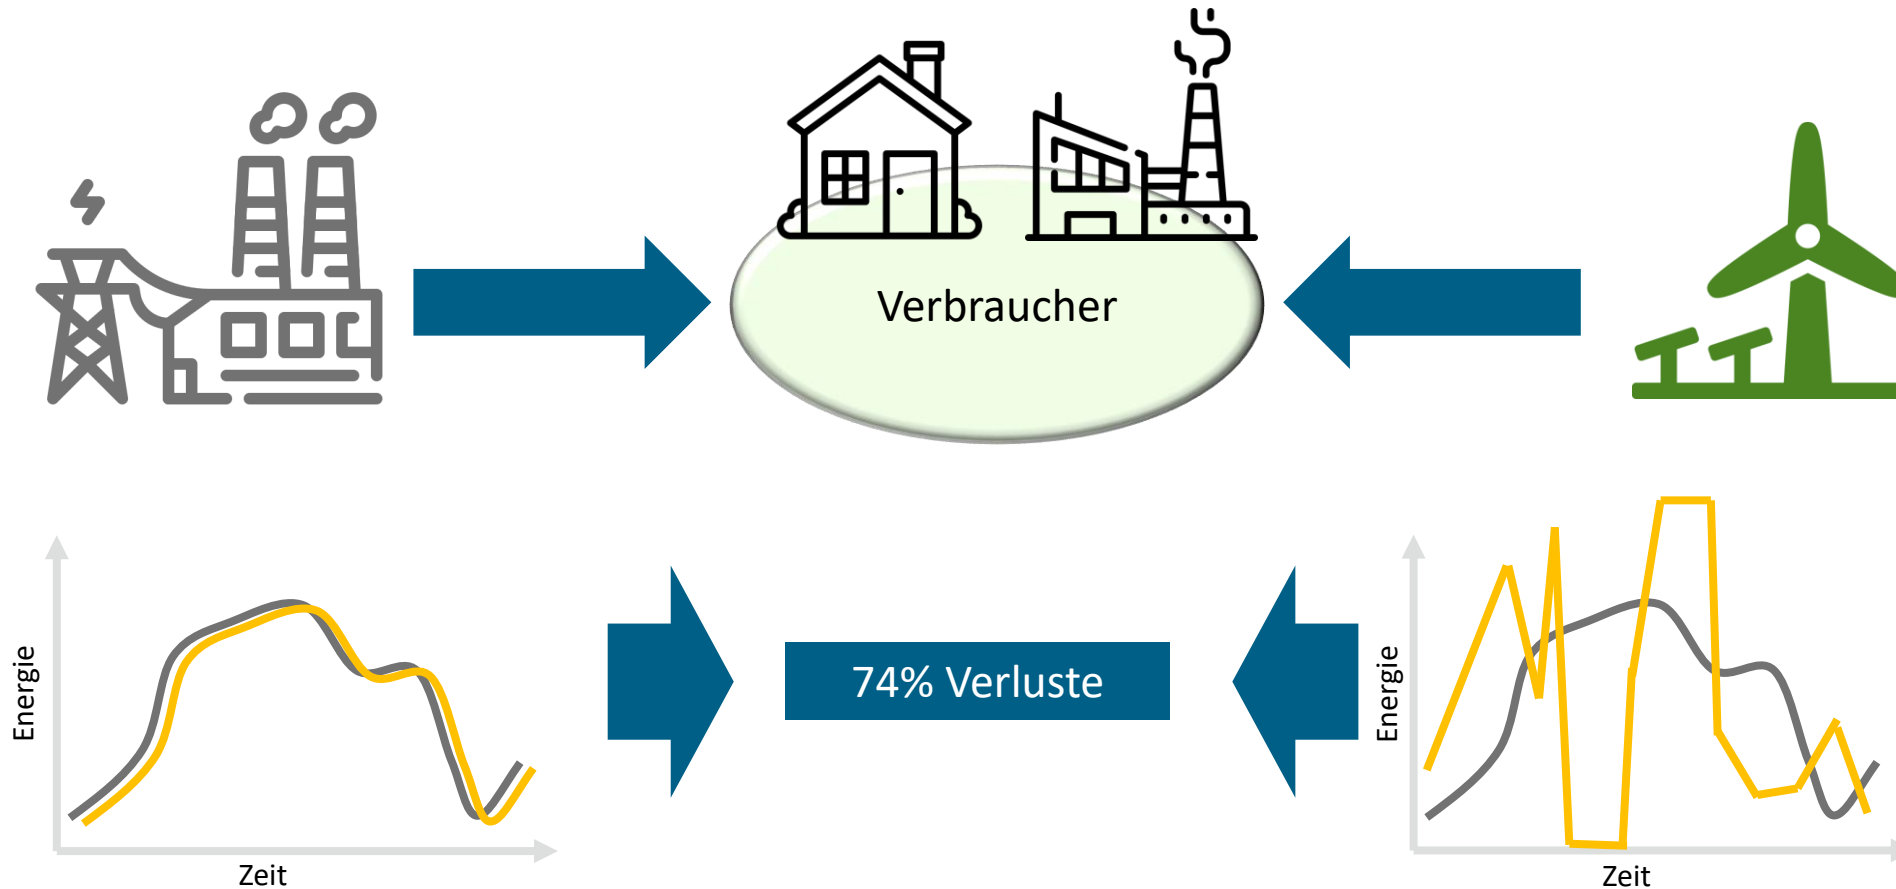 Verbraucher
Energie
Zeit
74% Verluste
Energie
Zeit